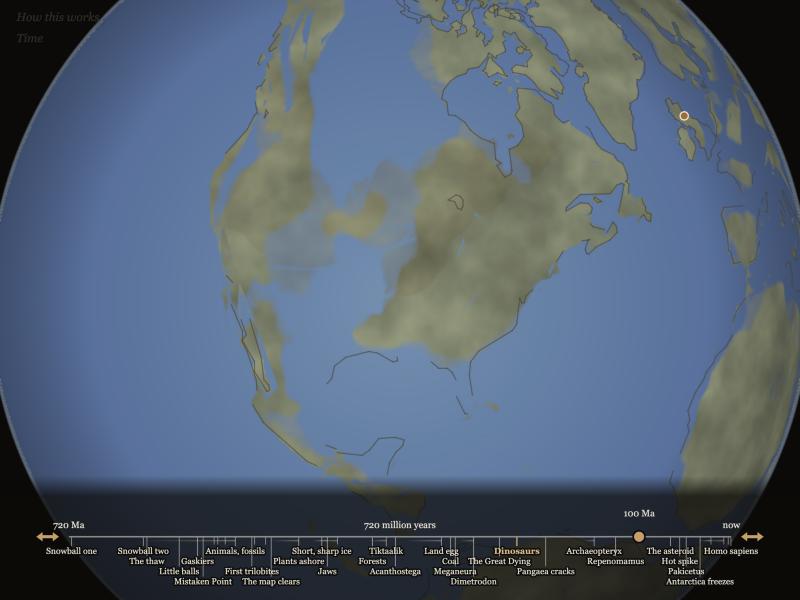 How this works
Time
100 Ma
720 Ma
720 million years
now
Snowball one
Snowball two
Animals, fossils
Short, sharp ice
Tiktaalik
Land egg
Dinosaurs
Archaeopteryx
The asteroid
Homo sapiens
The thaw
Gaskiers
Plants ashore
Forests
Coal
The Great Dying
Repenomamus
Hot spike
Little balls
First trilobites
Jaws
Acanthostega
Meganeura
Pangaea cracks
Pakicetus
Mistaken Point
The map clears
Dimetrodon
Antarctica freezes